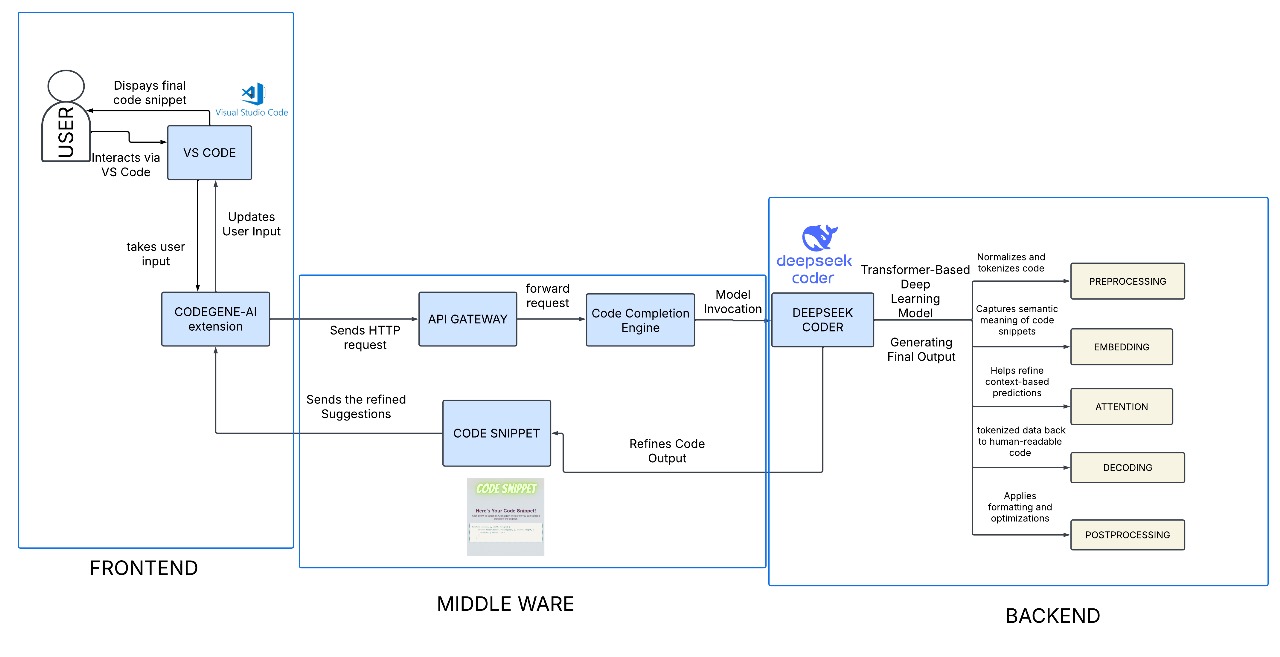 Dispays final
code snippet
Visual Studio Code
USER
VS CODE
Interacts via
VS Code
Updates
User Input
takes user
input
CODEGENE-AI
extension
Sends HTTP
request
API GATEWAY
forward
request
Code Completion
Engine
Model
Invocation
deepseek
coder
DEEPSEEK
CODER
Transformer-Based
Deep
Learning
Model
Generating
Final Output
Normalizes and
tokenizes code
PREPROCESSING
Captures semantic
meaning of code
snippets
EMBEDDING
Helps refine
context-based
predictions
ATTENTION
tokenized data back
to human-readable
code
DECODING
Applies
formatting and
optimizations
POSTPROCESSING
Sends the refined
Suggestions
CODE SNIPPET
Refines Code
Output
CODE SNIPPET
Here's Your Code Snippet!
FRONTEND
MIDDLE WARE
BACKEND